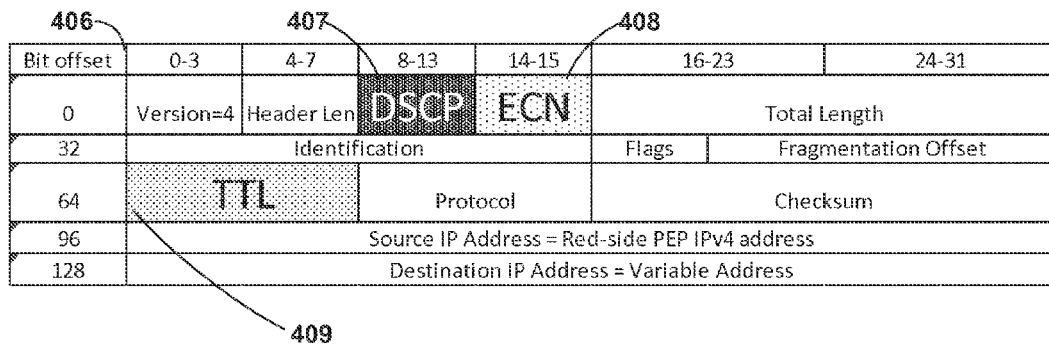 406 407 408
Bit offset 0-3 4-7 8-13 14-15 16-23 24-31
0 Version=4 Header Len DSCP ECN Total Length
32 Identification Flags Fragmentation Offset
64 TTL Protocol Checksum
96 Source IP Address = Red-side PEP IPv4 address
128 Destination IP Address = Variable Address
409